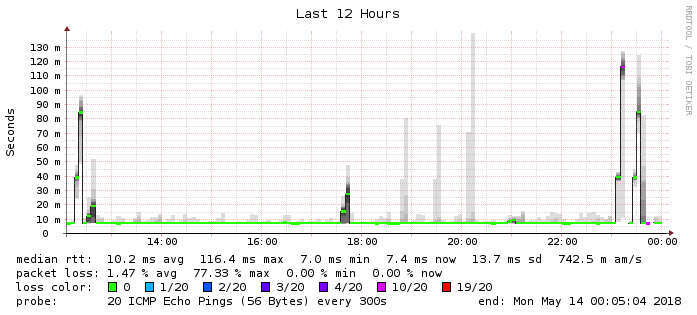 Last 12 Hours
RRDTOOL / TOBI OETIKER
Seconds
130 m
120 m
110 m
100 m
90 m
80 m
70 m
60 m
50 m
40 m
30 m
20 m
10 m
0
14:00 16:00 18:00 20:00 22:00 00:00
median rtt: 10.2 ms avg 116.4 ms max 7.0 ms min 7.4 ms now 13.7 ms sd 742.5 m am/s
packet loss: 1.47 % avg 77.33 % max 0.00 % min 0.00 % now
loss color: 0 1/20 2/20 3/20 4/20 10/20 19/20
probe: 20 ICMP Echo Pings (56 Bytes) every 300s end: Mon May 14 00:05:04 2018